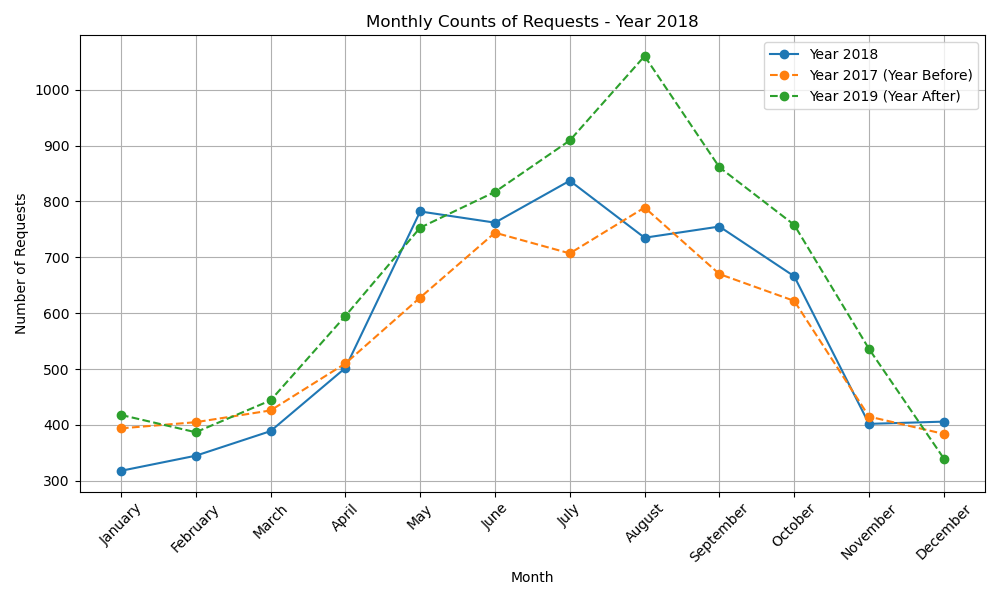 Monthly Counts of Requests - Year 2018
Year 2018
Year 2017 (Year Before)
Year 2019 (Year After)
Number of Requests
1000
900
800
700
600
500
400
300
January
February
March
April
May
June
July
August
September
October
November
December
Month